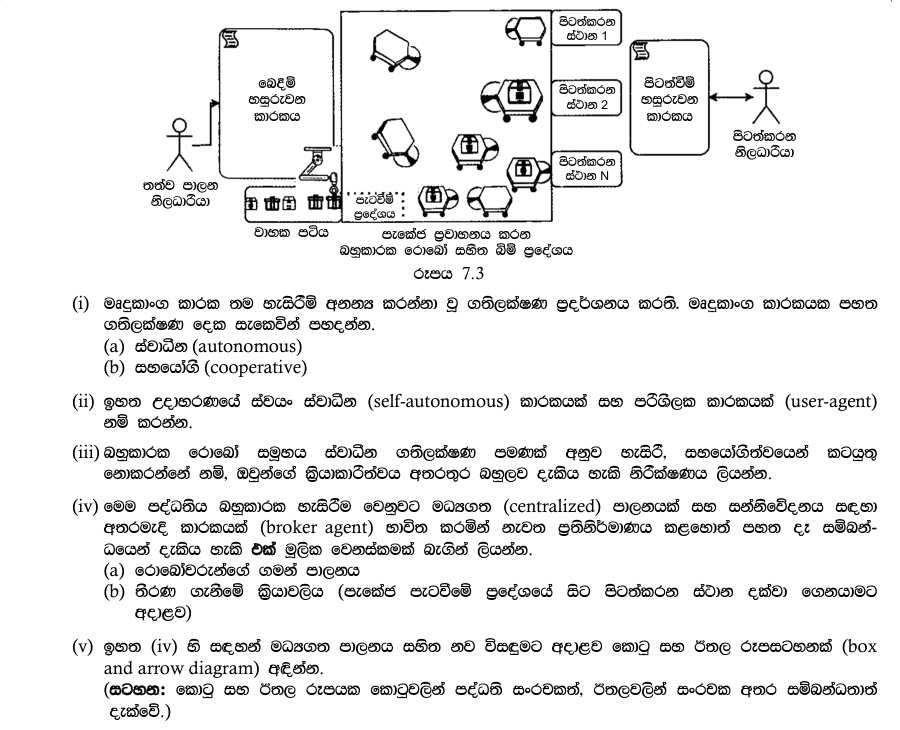 පිටත්කරන
ස්ථාන 1
බෙදීම්
හසුරුවන
කාරකය
පිටත්කරන
ස්ථාන 2
පිටත්වීම්
හසුරුවන
කාරකය
පිටත්කරන
නිලධාරියා
පිටත්කරන
ස්ථාන N
තත්ව පාලන
නිලධාරියා
පැටවීම්
ප්‍රදේශය
වාහක පටිය
පැකේජ ප්‍රවාහනය කරන
බහුකාරක රොබෝ සහිත බිම් ප්‍රදේශය
රූපය 7.3
(i) මෘදුකාංග කාරක තම හැසිරීම් අනන්‍ය කරන්නා වූ ගතිලක්ෂණ ප්‍රදර්ශනය කරති. මෘදුකාංග කාරකයක පහත
ගතිලක්ෂණ දෙක සැකෙවින් පහදන්න.
(a) ස්වාධීන (autonomous)
(b) සහයෝගී (cooperative)
(ii) ඉහත උදාහරණයේ ස්වයං ස්වාධීන (self-autonomous) කාරකයක් සහ පරිශීලක කාරකයක් (user-agent)
නම් කරන්න.
(iii) බහුකාරක රොබෝ සමූහය ස්වාධීන ගතිලක්ෂණ පමණක් අනුව හැසිරී, සහයෝගීත්වයෙන් කටයුතු
නොකරන්නේ නම්, ඔවුන්ගේ ක්‍රියාකාරීත්වය අතරතුර බහුලව දැකිය හැකි නිරීක්ෂණය ලියන්න.
(iv) මෙම පද්ධතිය බහුකාරක හැසිරීම වෙනුවට මධ්‍යගත (centralized) පාලනයක් සහ සන්නිවේදනය සඳහා
අතරමැදි කාරකයක් (broker agent) භාවිත කරමින් නැවත ප්‍රතිනිර්මාණය කළහොත් පහත දෑ සම්බන්-
ධයෙන් දැකිය හැකි එක් මූලික වෙනස්කමක් බැගින් ලියන්න.
(a) රොබෝවරුන්ගේ ගමන් පාලනය
(b) තීරණ ගැනීමේ ක්‍රියාවලිය (පැකේජ පැටවීමේ ප්‍රදේශයේ සිට පිටත්කරන ස්ථාන දක්වා ගෙනයාමට
අදාළව)
(v) ඉහත (iv) හි සඳහන් මධ්‍යගත පාලනය සහිත නව විසඳුමට අදාළව කොටු සහ ඊතල රූපසටහනක් (box
and arrow diagram) අඳින්න.
(සටහන: කොටු සහ ඊතල රූපයක කොටුවලින් පද්ධති සංරචකත්, ඊතලවලින් සංරචක අතර සම්බන්ධතාත්
දැක්වේ.)